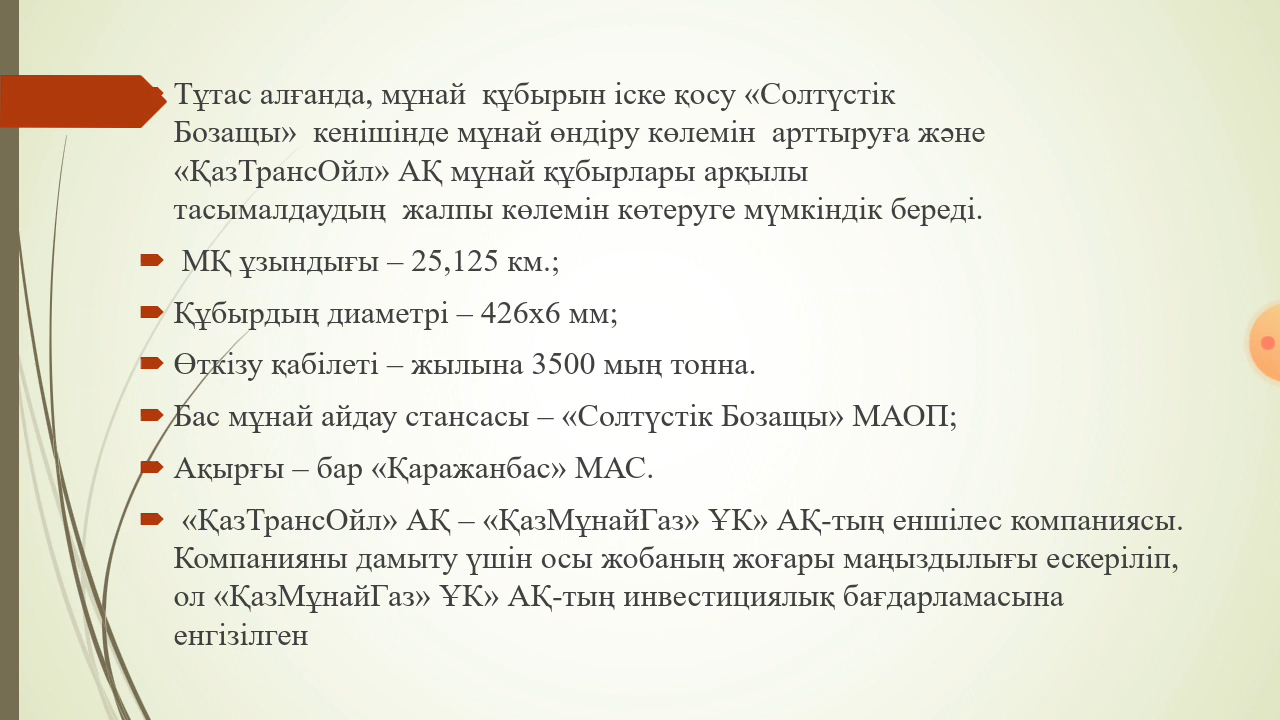 Тұтас алғанда, мұнай  құбырын іске қосу «Солтүстік
Бозащы»  кенішінде мұнай өндіру көлемін  арттыруға және
«ҚазТрансОйл» АҚ мұнай құбырлары арқылы
тасымалдаудың  жалпы көлемін көтеруге мүмкіндік береді.
МҚ ұзындығы – 25,125 км.;
Құбырдың диаметрі – 426х6 мм;
Өткізу қабілеті – жылына 3500 мың тонна.
Бас мұнай айдау стансасы – «Солтүстік Бозащы» МАОП;
Ақырғы – бар «Қаражанбас» МАС.
«ҚазТрансОйл» АҚ – «ҚазМұнайГаз» ҰК» АҚ-тың еншілес компаниясы.
Компанияны дамыту үшін осы жобаның жоғары маңыздылығы ескеріліп,
ол «ҚазМұнайГаз» ҰК» АҚ-тың инвестициялық бағдарламасына
енгізілген